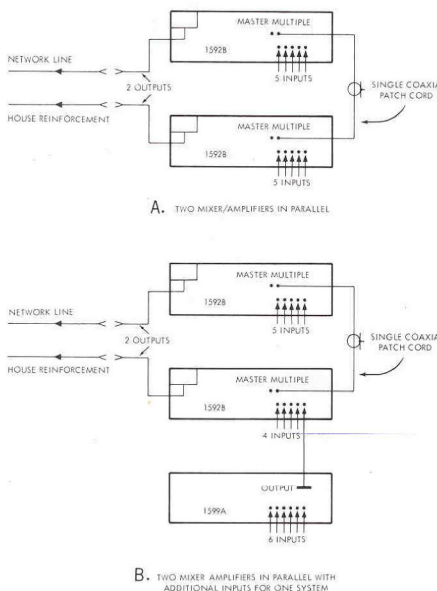 MASTER MULTIPLE
NETWORK LINE
1592B
5 INPUTS
2 OUTPUTS
SINGLE COAXIA
PATCH CORD
HOUSE REINFORCEMENT
MASTER MULTIPLE
1592B
5 INPUTS
A. TWO MIXER/AMPLIFIERS IN PARALLEL
MASTER MULTIPLE
NETWORK LINE
1592B
5 INPUTS
2 OUTPUTS
SINGLE COAXIA
PATCH CORD
HOUSE REINFORCEMENT
MASTER MULTIPLE
1592B
4 INPUTS
OUTPUT
1599A
6 INPUTS
B. TWO MIXER AMPLIFIERS IN PARALLEL WITH
ADDITIONAL INPUTS FOR ONE SYSTEM